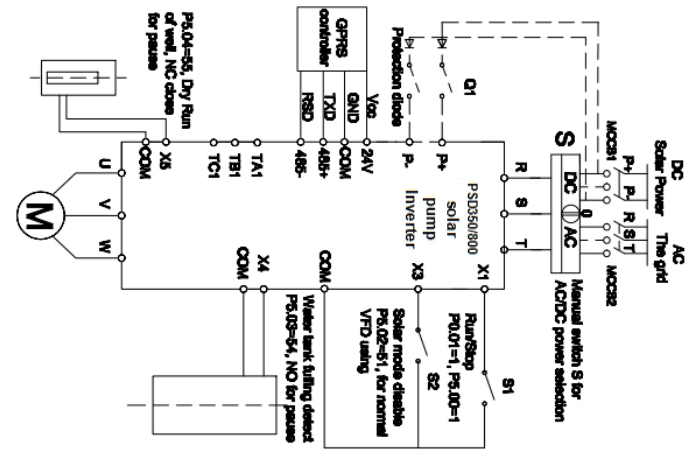 DC
Solar Power
AC
The grid
P+
P-
R
S
T
MCCB1
MCCB2
S
DC
0
AC
Manual switch S for
AC/DC power selection
R
S
T
Q1
Protection diode
P+
P-
GPRS
controller
Vcc
GND
TXD
RSD
24V
COM
485+
485-
TA1
TB1
TC1
X5
COM
PSD350/800
solar
pump
Inverter
X1
X3
COM
X4
COM
S1
Run/Stop
P0.01=1, P5.00=1
S2
Solar mode disable
P5.02=51, for normal
VFD using
Water tank fulling detect
P5.03=54, NO for pause
P5.04=55, Dry Run
of well, NC close
for pause
U
V
W
M